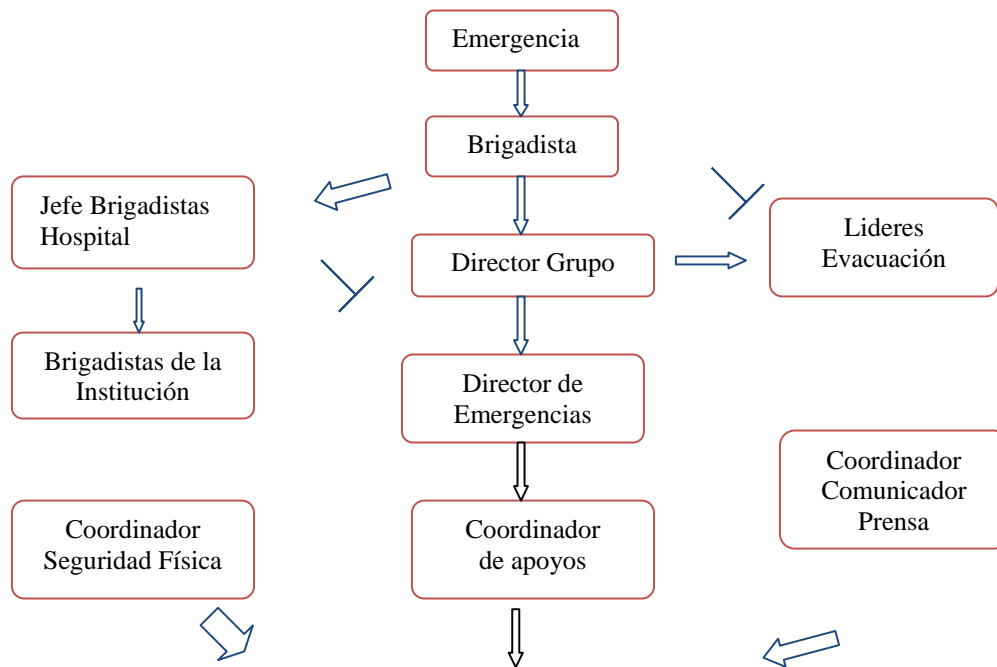 Emergencia
Brigadista
Jefe Brigadistas
Hospital
Director Grupo
Lideres
Evacuación
Brigadistas de la
Institución
Director de
Emergencias
Coordinador
Comunicador
Prensa
Coordinador
Seguridad Física
Coordinador
de apoyos